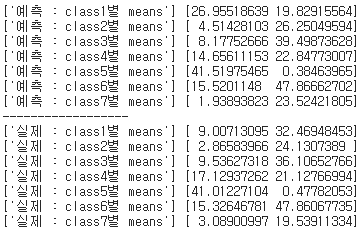 ['예측 : class1별 means'] [26.95518639 19.82915564]
['예측 : class2별 means'] [ 4.51428103 26.25049594]
['예측 : class3별 means'] [ 8.17752666 39.49873628]
['예측 : class4별 means'] [14.65611153 22.84773007]
['예측 : class5별 means'] [41.51975465  0.38463965]
['예측 : class6별 means'] [15.5201148  47.86662702]
['예측 : class7별 means'] [ 1.93893823 23.52421805]
------------------
['실제 : class1별 means'] [ 9.00713095 32.46948453]
['실제 : class2별 means'] [ 2.86583966 24.1307389 ]
['실제 : class3별 means'] [ 9.53627318 36.10652766]
['실제 : class4별 means'] [17.12937262 21.12766994]
['실제 : class5별 means'] [41.01227104  0.47782053]
['실제 : class6별 means'] [15.32646781 47.86067735]
['실제 : class7별 means'] [ 3.08900997 19.53911334]